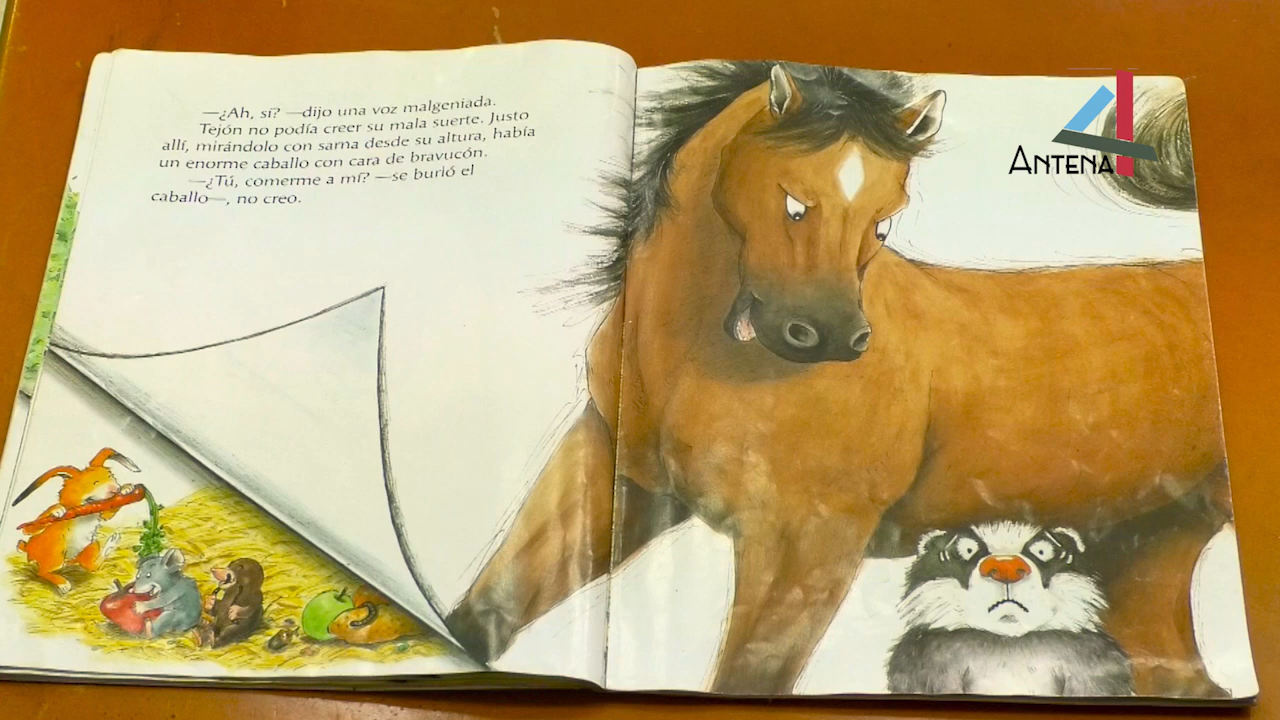 —¿Ah, sí? —dijo una voz malgeniada.
Tejón no podía creer su mala suerte. Justo
allí, mirándolo con sarna desde su altura, había
un enorme caballo con cara de bravucón.
—¿Tú, comerme a mí? —se burló el
caballo—, no creo.
ANTENA 4